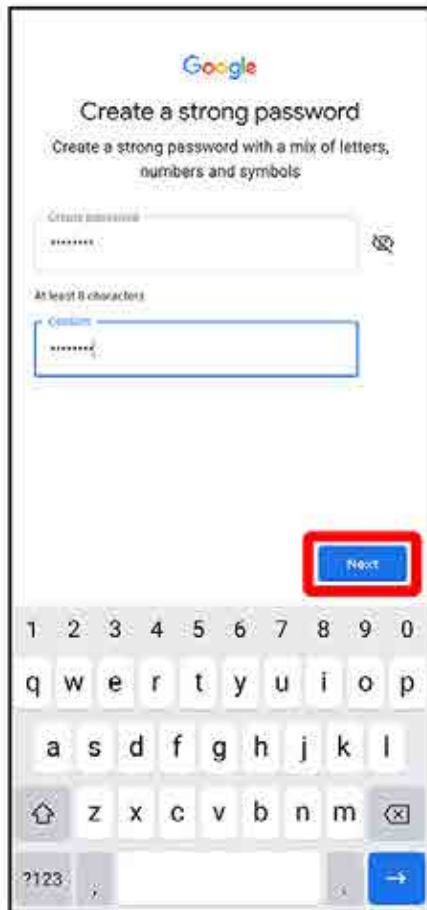 Google
Create a strong password
Create a strong password with a mix of letters,
numbers and symbols
Create password
••••••••
At least 8 characters
Confirm
••••••••
Next
1 2 3 4 5 6 7 8 9 0
q w e r t y u i o p
a s d f g h j k l
z x c v b n m
?123 , .